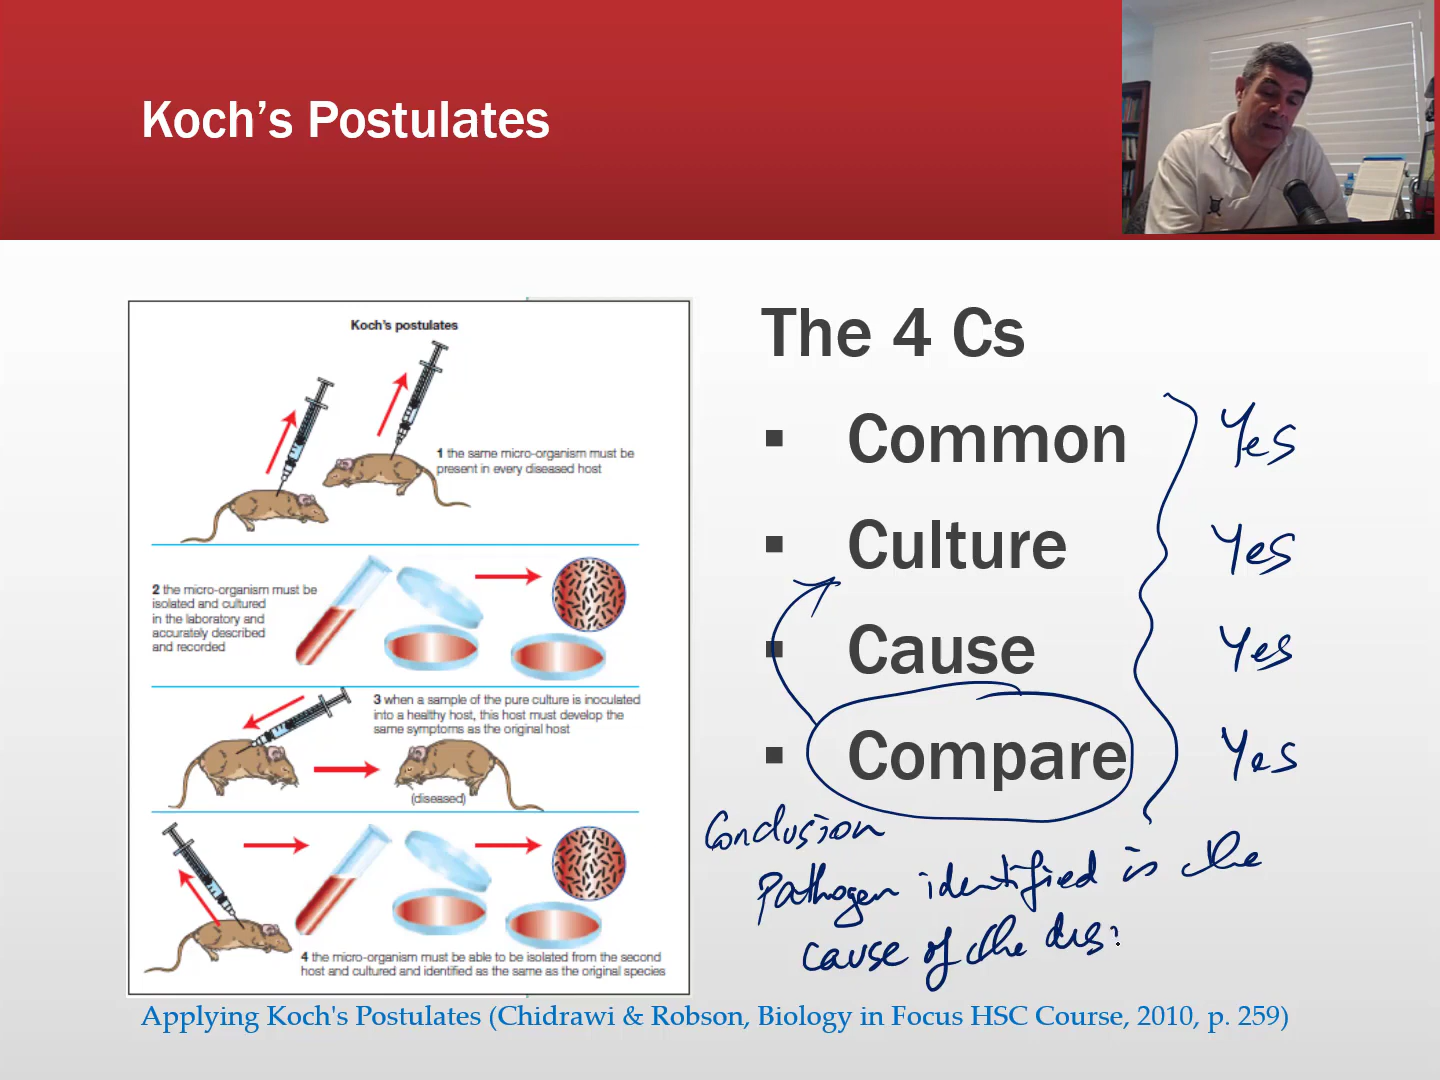 Koch's Postulates
Koch's postulates
1 the same micro-organism must be
present in every diseased host
2 the micro-organism must be
isolated and cultured
in the laboratory and
accurately described
and recorded
3 when a sample of the pure culture is inoculated
into a healthy host, this host must develop the
same symptoms as the original host
(diseased)
4 the micro-organism must be able to be isolated from the second
host and cultured and identified as the same as the original species
The 4 Cs
▪ Common Yes
▪ Culture Yes
▪ Cause Yes
▪ Compare Yes
Conclusion
Pathogen identified is the
cause of the dis
Applying Koch's Postulates (Chidrawi & Robson, Biology in Focus HSC Course, 2010, p. 259)